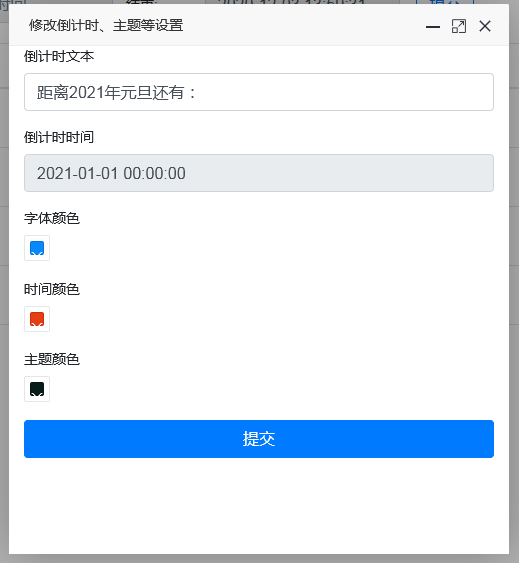 修改倒计时、主题等设置
倒计时文本
距离2021年元旦还有：
倒计时时间
2021-01-01 00:00:00
字体颜色
时间颜色
主题颜色
提交